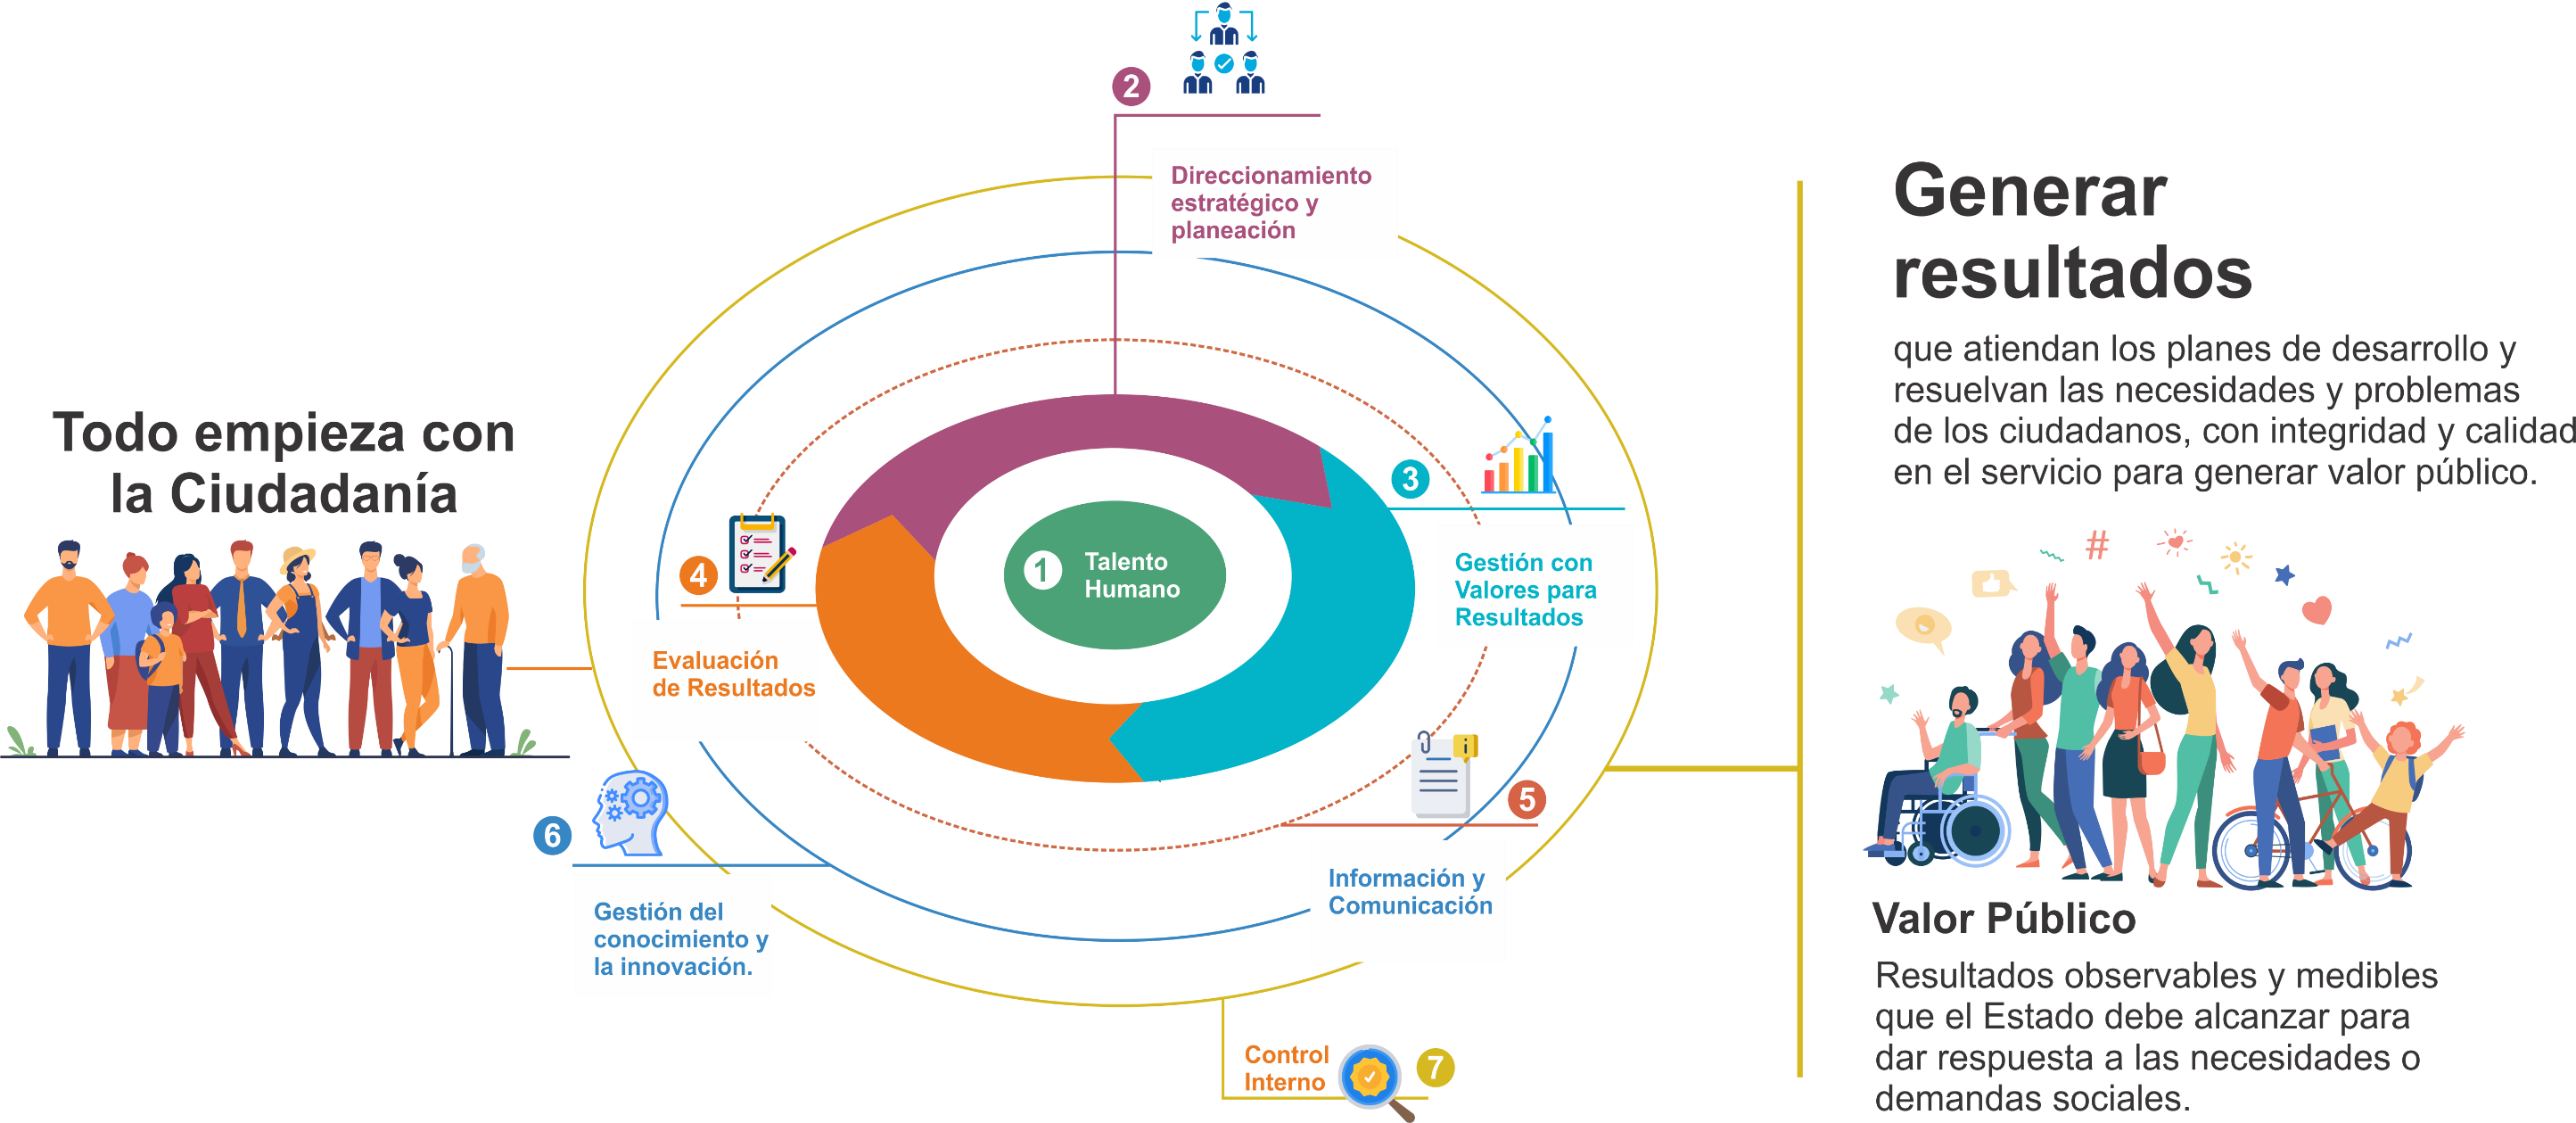 Todo empieza con
la Ciudadanía
1
Talento
Humano
2
Direccionamiento
estratégico y
planeación
3
Gestión con
Valores para
Resultados
4
Evaluación
de Resultados
5
Información y
Comunicación
6
Gestión del
conocimiento y
la innovación.
Control
Interno
7
Generar
resultados
que atiendan los planes de desarrollo y
resuelvan las necesidades y problemas
de los ciudadanos, con integridad y calidad
en el servicio para generar valor público.
#
Valor Público
Resultados observables y medibles
que el Estado debe alcanzar para
dar respuesta a las necesidades o
demandas sociales.